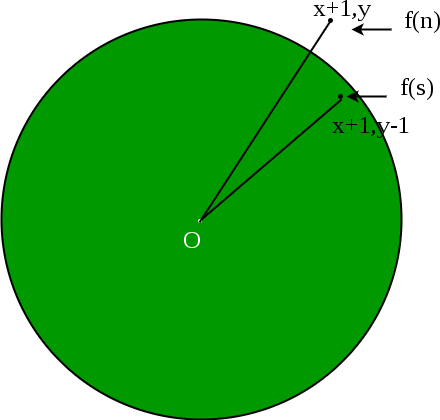 x+1,y
f(n)
f(s)
x+1,y-1
O